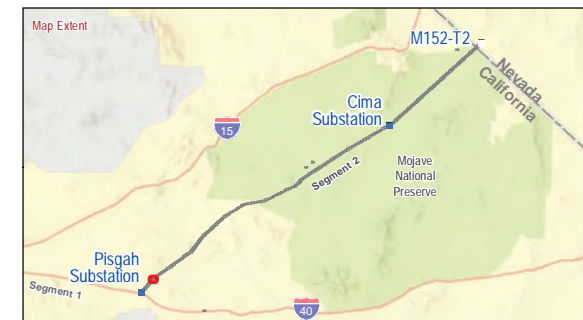 Map Extent
M152-T2
Nevada
California
Cima
Substation
15
Segment 2
Mojave
National
Preserve
Pisgah
Substation
Segment 1
40